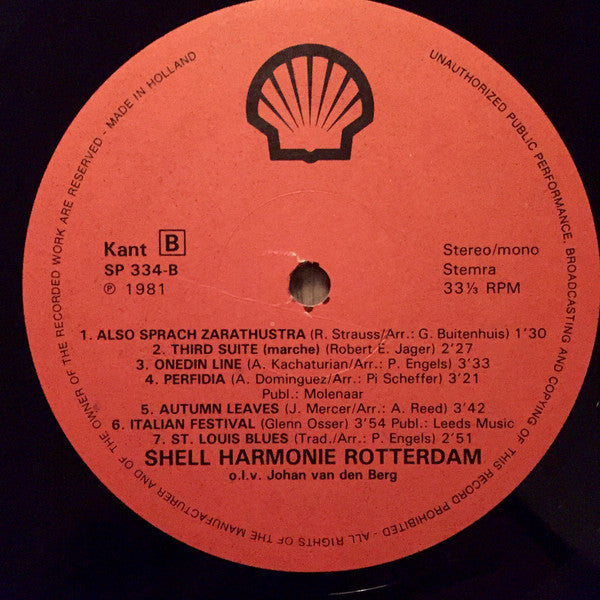 UNAUTHORIZED PUBLIC PERFORMANCE, BROADCASTING AND COPYING OF THIS RECORD PROHIBITED - ALL RIGHTS OF THE MANUFACTURER AND OF THE OWNER OF THE RECORDED WORK ARE RESERVED - MADE IN HOLLAND
Kant B
SP 334-B
℗ 1981
Stereo/mono
Stemra
33⅓ RPM
1. ALSO SPRACH ZARATHUSTRA (R. Strauss/Arr.: G. Buitenhuis) 1'30
2. THIRD SUITE (marche) (Robert E. Jager) 2'27
3. ONEDIN LINE (A. Kachaturian/Arr.: P. Engels) 3'33
4. PERFIDIA (A. Dominguez/Arr.: Pi Scheffer) 3'21
Publ.: Molenaar
5. AUTUMN LEAVES (J. Mercer/Arr.: A. Reed) 3'42
6. ITALIAN FESTIVAL (Glenn Osser) 3'54 Publ.: Leeds Music
7. ST. LOUIS BLUES (Trad./Arr.: P. Engels) 2'51
SHELL HARMONIE ROTTERDAM
o.l.v. Johan van den Berg